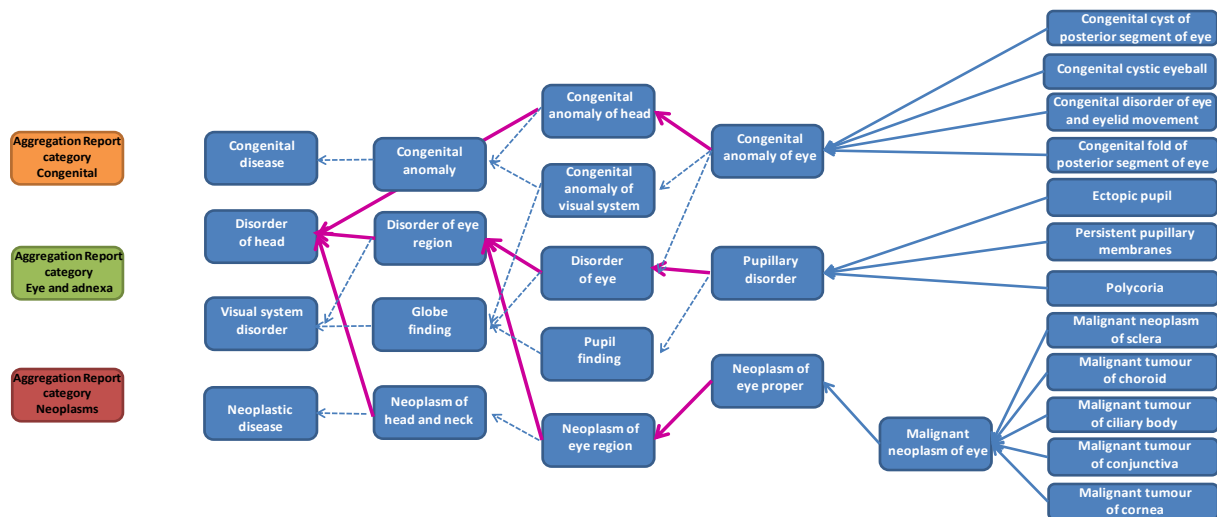 Aggregation Report
category
Congenital
Aggregation Report
category
Eye and adnexa
Aggregation Report
category
Neoplasms
Congenital
disease
Disorder
of head
Visual system
disorder
Neoplastic
disease
Congenital
anomaly
Disorder of eye
region
Globe
finding
Neoplasm of
head and neck
Congenital
anomaly of head
Congenital
anomaly of
visual system
Disorder
of eye
Pupil
finding
Neoplasm of
eye region
Congenital
anomaly of eye
Pupillary
disorder
Neoplasm of
eye proper
Malignant
neoplasm of eye
Congenital cyst of
posterior segment of eye
Congenital cystic eyeball
Congenital disorder of eye
and eyelid movement
Congenital fold of
posterior segment of eye
Ectopic pupil
Persistent pupillary
membranes
Polycoria
Malignant neoplasm
of sclera
Malignant tumour
of choroid
Malignant tumour
of ciliary body
Malignant tumour
of conjunctiva
Malignant tumour
of cornea